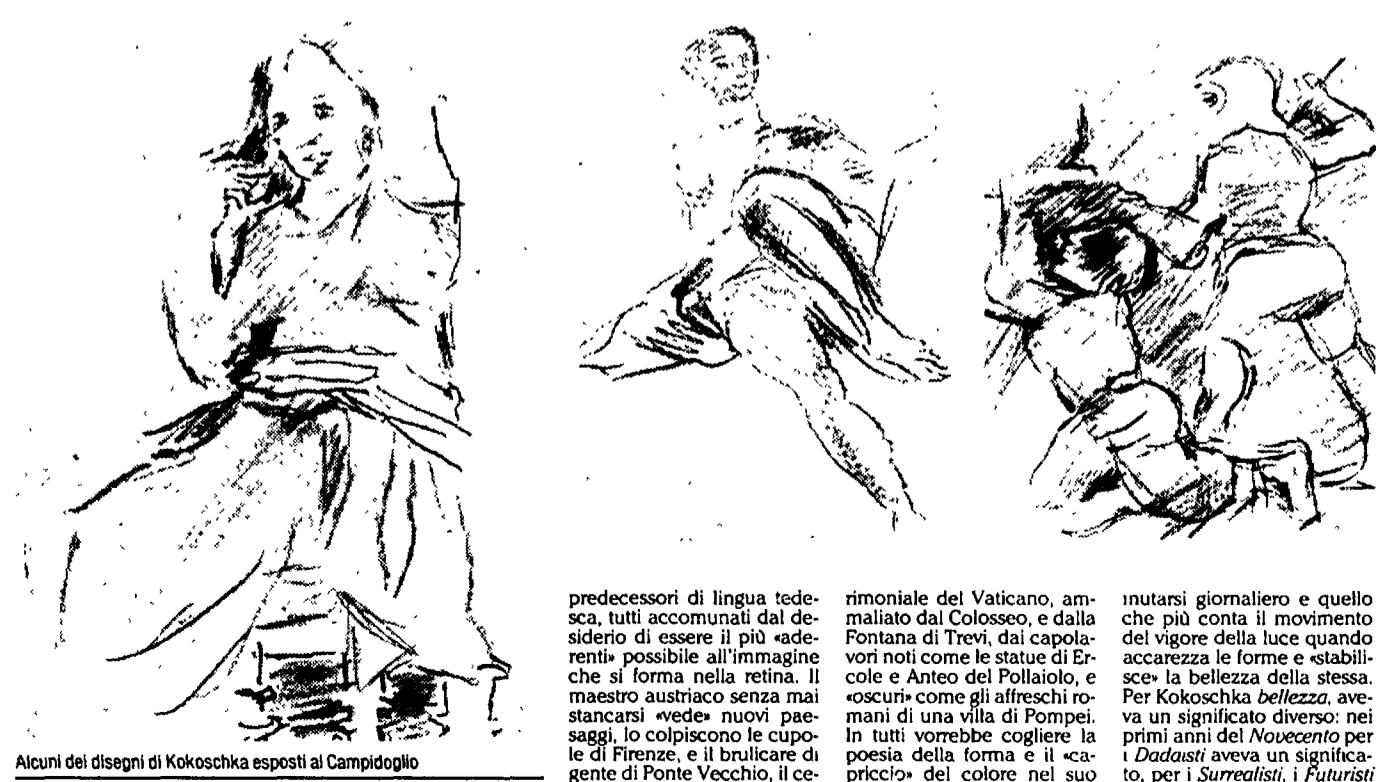 Alcuni dei disegni di Kokoschka esposti al Campidoglio
predecessori di lingua tede-
sca, tutti accomunati dal de-
siderio di essere il più «ade-
renti» possibile all'immagine
che si forma nella retina. Il
maestro austriaco senza mai
stancarsi «vede» nuovi pae-
saggi, lo colpiscono le cupo-
le di Firenze, e il brulicare di
gente di Ponte Vecchio, il ce-
rimoniale del Vaticano, am-
maliato dal Colosseo, e dalla
Fontana di Trevi, dai capola-
vori noti come le statue di Er-
cole e Anteo del Pollaiolo, e
«oscuri» come gli affreschi ro-
mani di una villa di Pompei.
In tutti vorrebbe cogliere la
poesia della forma e il «ca-
priccio» del colore nel suo
mutarsi giornaliero e quello
che più conta il movimento
del vigore della luce quando
accarezza le forme e «stabili-
sce» la bellezza della stessa.
Per Kokoschka bellezza, ave-
va un significato diverso: nei
primi anni del Novecento per
i Dadaisti aveva un significa-
to, per i Surrealisti, i Futuristi